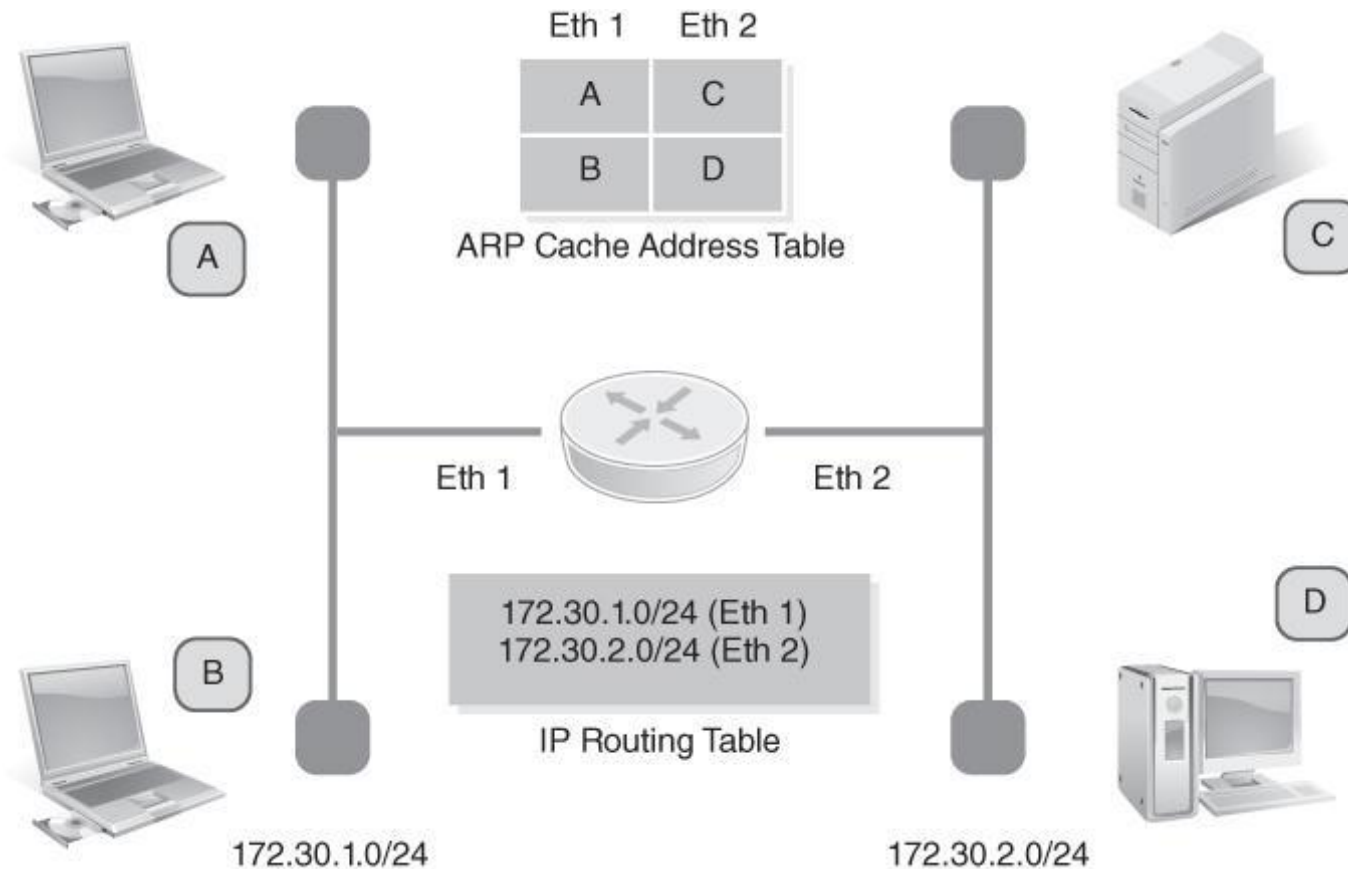 Eth 1 Eth 2
A C
B D
ARP Cache Address Table
A
C
Eth 1
Eth 2
172.30.1.0/24 (Eth 1)
172.30.2.0/24 (Eth 2)
IP Routing Table
B
D
172.30.1.0/24
172.30.2.0/24